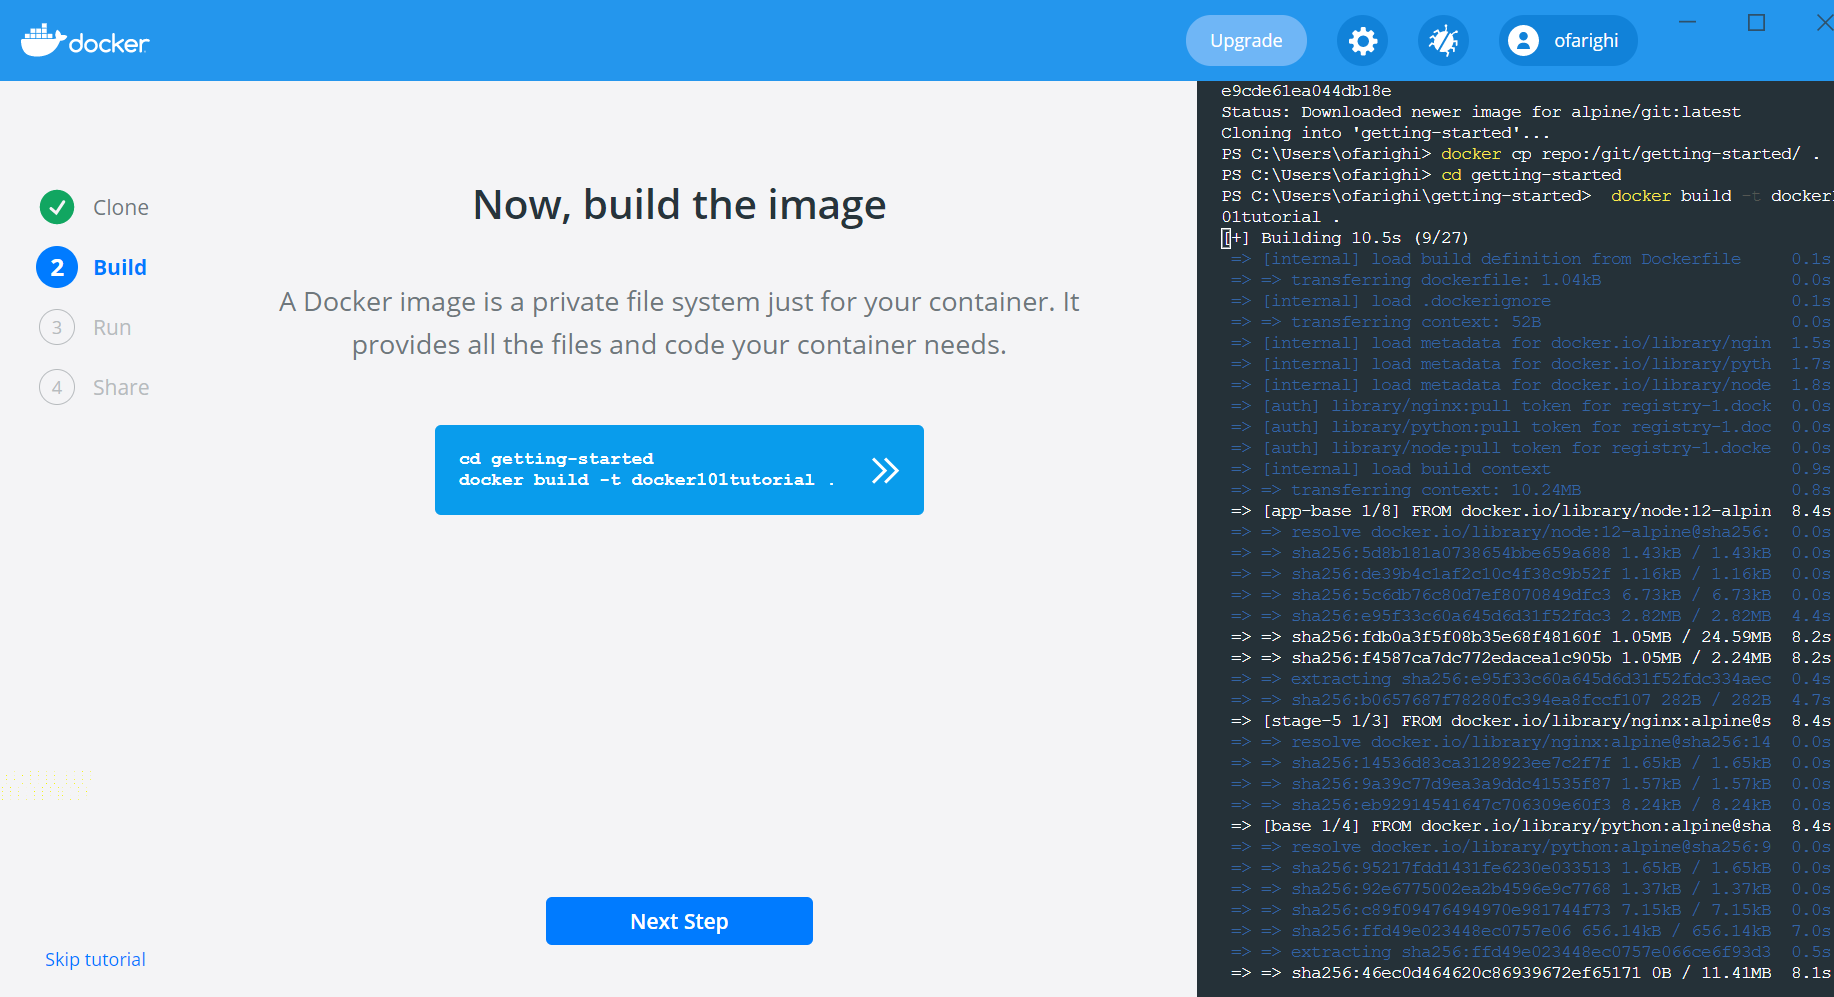 docker
Upgrade
ofarighi
Clone
2 Build
3 Run
4 Share
Now, build the image
A Docker image is a private file system just for your container. It
provides all the files and code your container needs.
cd getting-started
docker build -t docker101tutorial .
Next Step
Skip tutorial
e9cde61ea044db18e
Status: Downloaded newer image for alpine/git:latest
Cloning into 'getting-started'...
PS C:\Users\ofarighi> docker cp repo:/git/getting-started/ .
PS C:\Users\ofarighi> cd getting-started
PS C:\Users\ofarighi\getting-started>  docker build -t docker1
01tutorial .
[+] Building 10.5s (9/27)
=> [internal] load build definition from Dockerfile 0.1s
=> => transferring dockerfile: 1.04kB 0.0s
=> [internal] load .dockerignore 0.1s
=> => transferring context: 52B 0.0s
=> [internal] load metadata for docker.io/library/ngin 1.5s
=> [internal] load metadata for docker.io/library/pyth 1.7s
=> [internal] load metadata for docker.io/library/node 1.8s
=> [auth] library/nginx:pull token for registry-1.dock 0.0s
=> [auth] library/python:pull token for registry-1.doc 0.0s
=> [auth] library/node:pull token for registry-1.docke 0.0s
=> [internal] load build context 0.9s
=> => transferring context: 10.24MB 0.8s
=> [app-base 1/8] FROM docker.io/library/node:12-alpin 8.4s
=> => resolve docker.io/library/node:12-alpine@sha256: 0.0s
=> => sha256:5d8b181a0738654bbe659a688 1.43kB / 1.43kB 0.0s
=> => sha256:de39b4c1af2c10c4f38c9b52f 1.16kB / 1.16kB 0.0s
=> => sha256:5c6db76c80d7ef8070849dfc3 6.73kB / 6.73kB 0.0s
=> => sha256:e95f33c60a645d6d31f52fdc3 2.82MB / 2.82MB 4.4s
=> => sha256:fdb0a3f5f08b35e68f48160f 1.05MB / 24.59MB 8.2s
=> => sha256:f4587ca7dc772edacea1c905b 1.05MB / 2.24MB 8.2s
=> => extracting sha256:e95f33c60a645d6d31f52fdc334aec 0.4s
=> => sha256:b0657687f78280fc394ea8fccf107 282B / 282B 4.7s
=> [stage-5 1/3] FROM docker.io/library/nginx:alpine@s 8.4s
=> => resolve docker.io/library/nginx:alpine@sha256:14 0.0s
=> => sha256:14536d83ca3128923ee7c2f7f 1.65kB / 1.65kB 0.0s
=> => sha256:9a39c77d9ea3a9ddc41535f87 1.57kB / 1.57kB 0.0s
=> => sha256:eb92914541647c706309e60f3 8.24kB / 8.24kB 0.0s
=> [base 1/4] FROM docker.io/library/python:alpine@sha 8.4s
=> => resolve docker.io/library/python:alpine@sha256:9 0.0s
=> => sha256:95217fdd1431fe6230e033513 1.65kB / 1.65kB 0.0s
=> => sha256:92e6775002ea2b4596e9c7768 1.37kB / 1.37kB 0.0s
=> => sha256:c89f09476494970e981744f73 7.15kB / 7.15kB 0.0s
=> => sha256:ffd49e023448ec0757e06 656.14kB / 656.14kB 7.0s
=> => extracting sha256:ffd49e023448ec0757e066ce6f93d3 0.5s
=> => sha256:46ec0d464620c86939672ef65171 0B / 11.41MB 8.1s